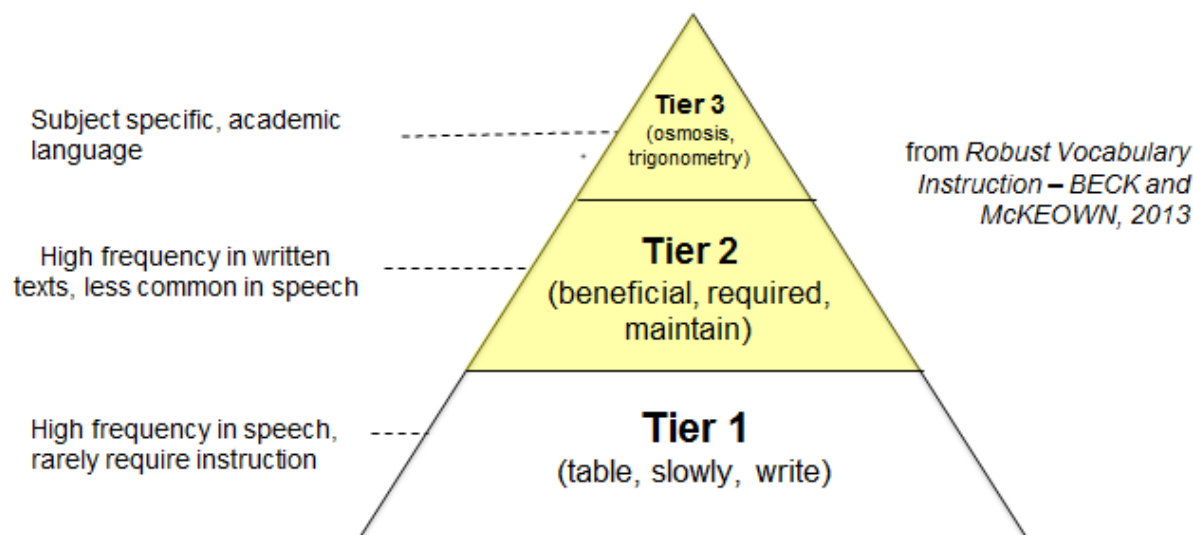 Subject specific, academic
language
Tier 3
(osmosis,
trigonometry)
from Robust Vocabulary
Instruction – BECK and
McKEOWN, 2013
High frequency in written
texts, less common in speech
Tier 2
(beneficial, required,
maintain)
High frequency in speech,
rarely require instruction
Tier 1
(table, slowly, write)